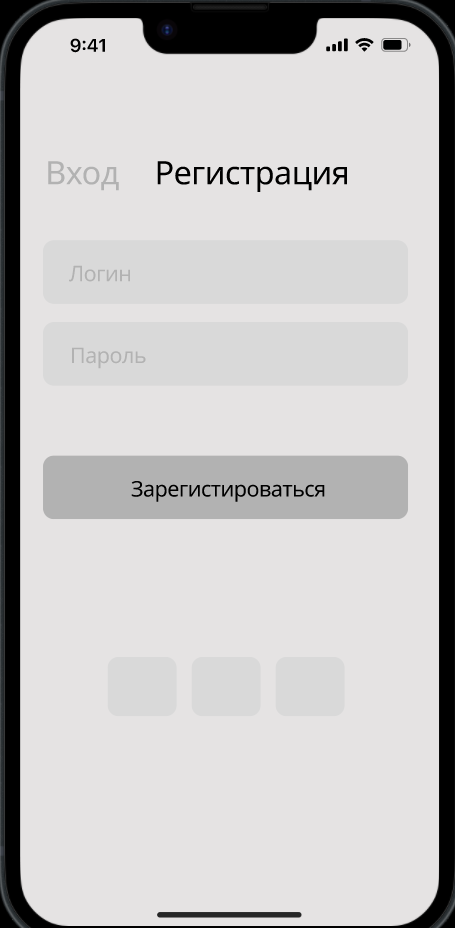 9:41
Вход Регистрация
Логин
Пароль
Зарегистироваться